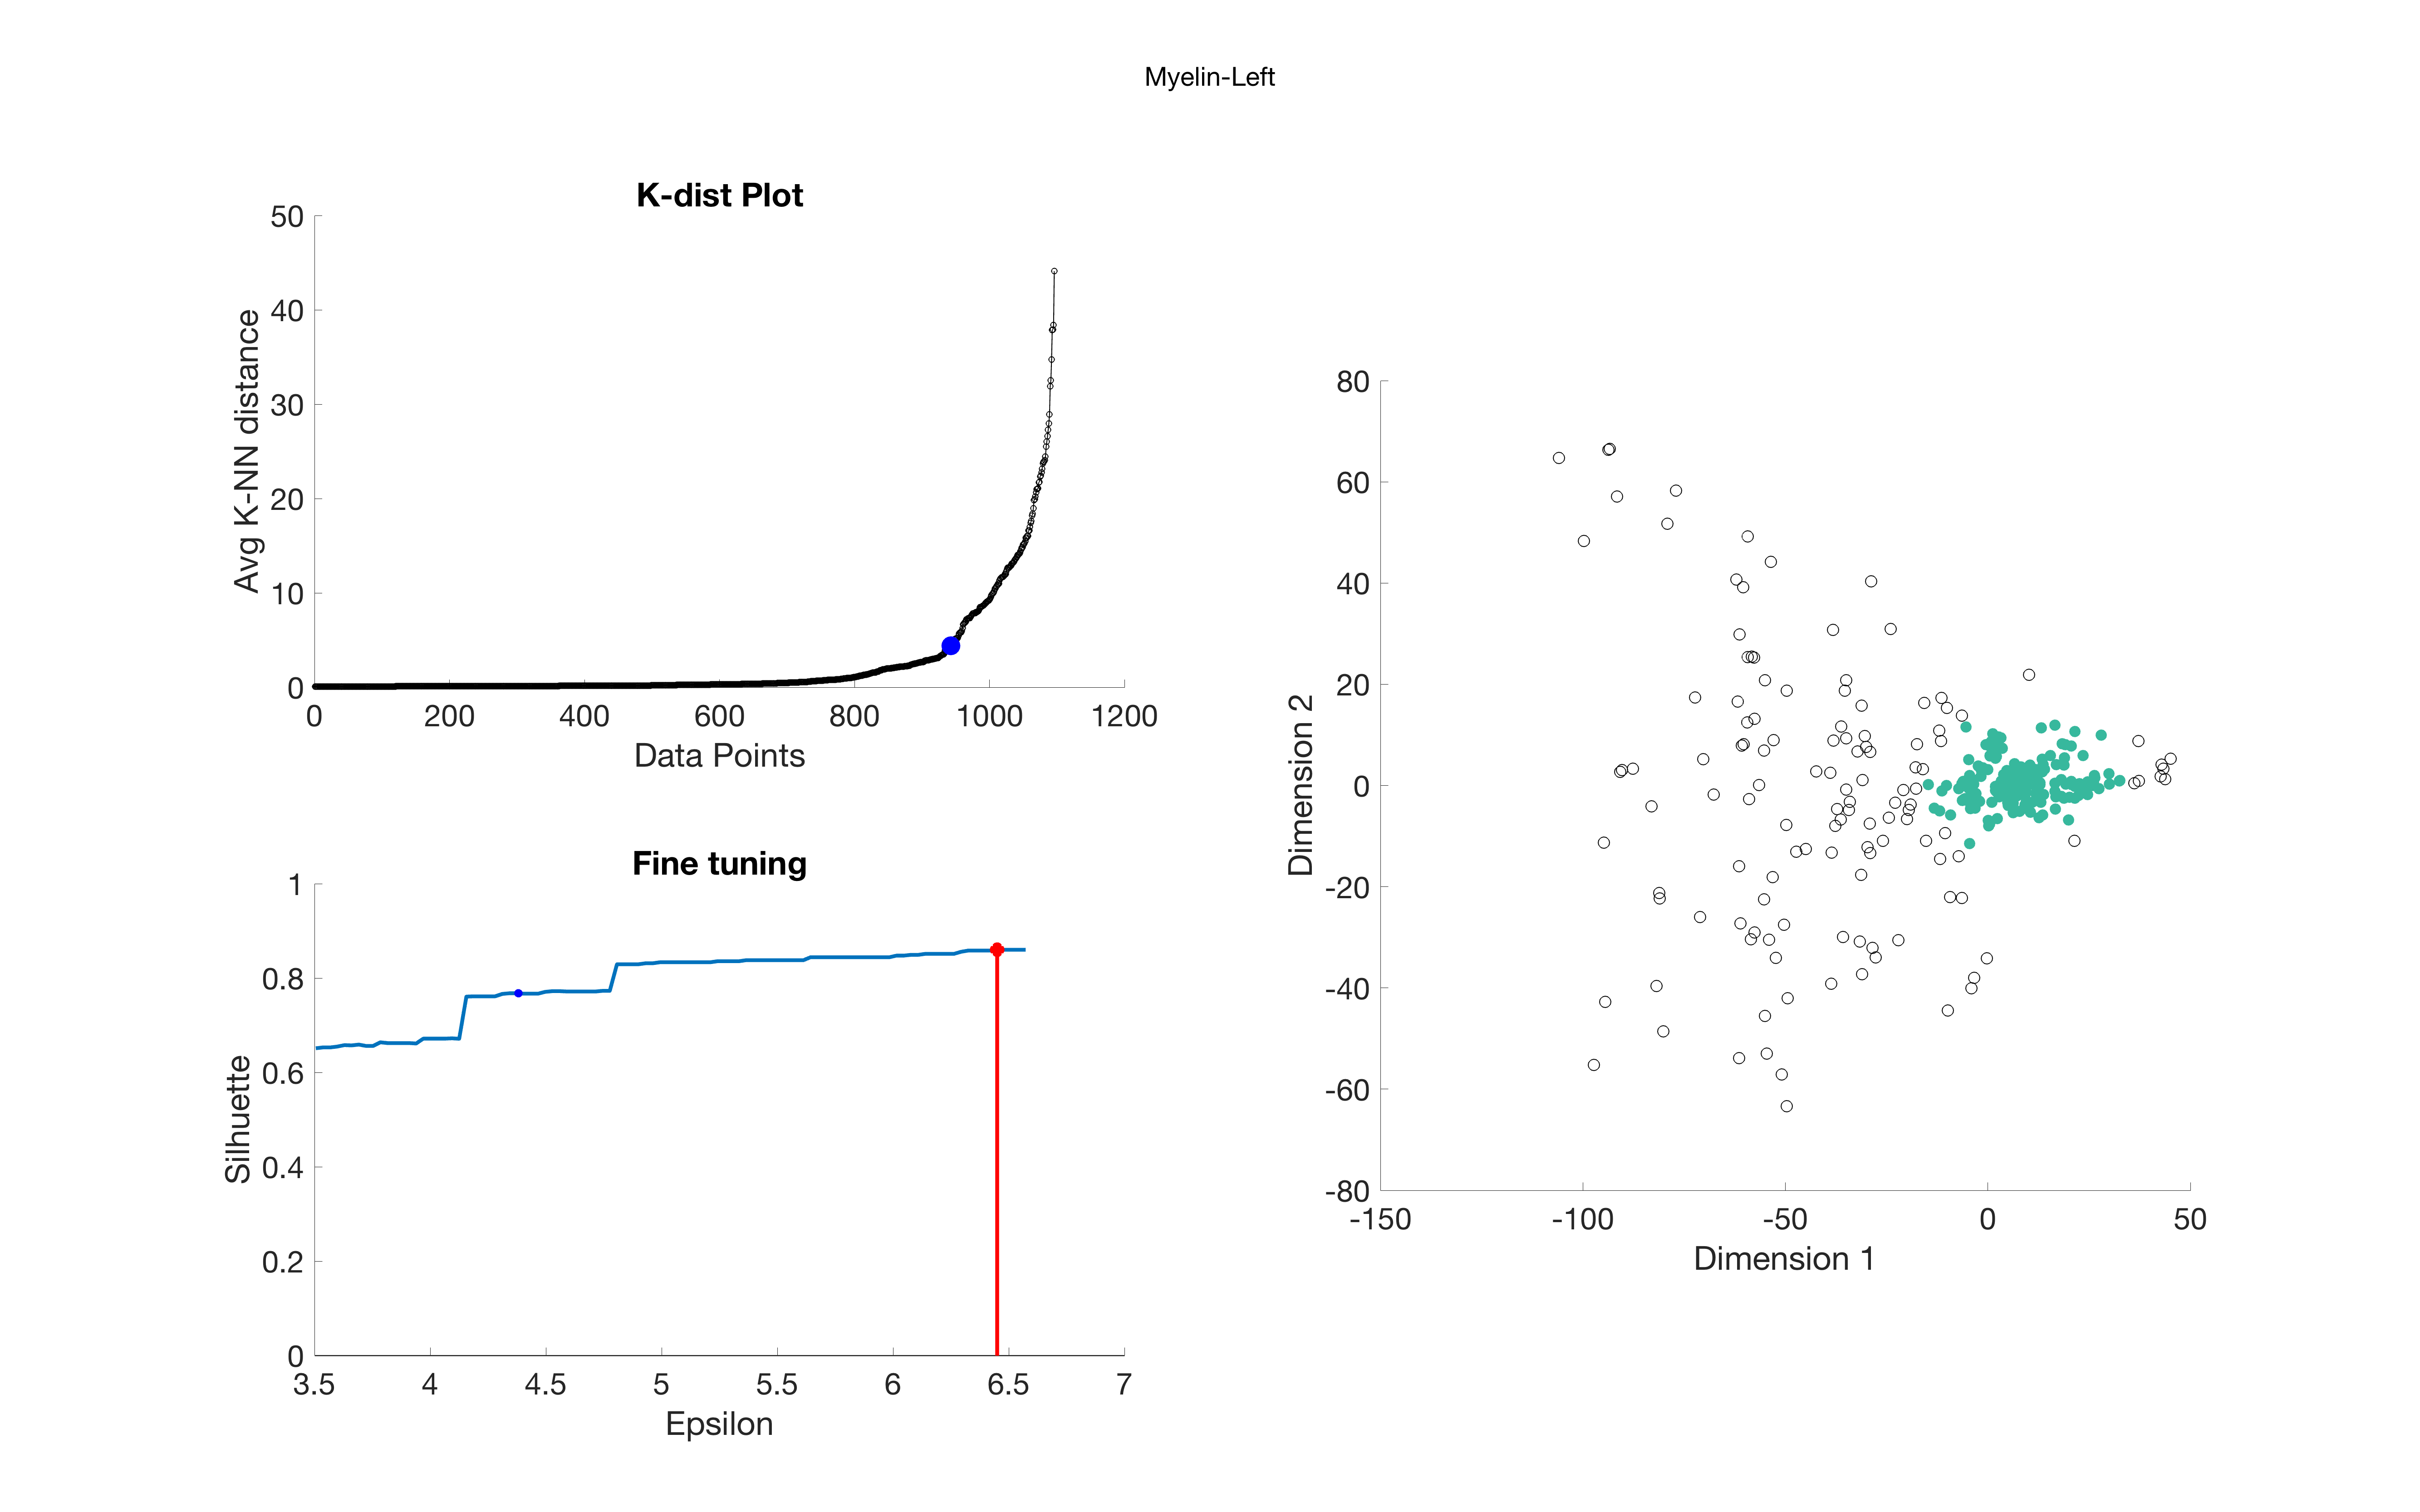 Myelin-Left
K-dist Plot
50
40
30
20
10
0
Avg K-NN distance
0 200 400 600 800 1000 1200
Data Points
Fine tuning
1
0.8
0.6
0.4
0.2
0
Silhuette
3.5 4 4.5 5 5.5 6 6.5 7
Epsilon
80
60
40
20
0
-20
-40
-60
-80
Dimension 2
-150 -100 -50 0 50
Dimension 1